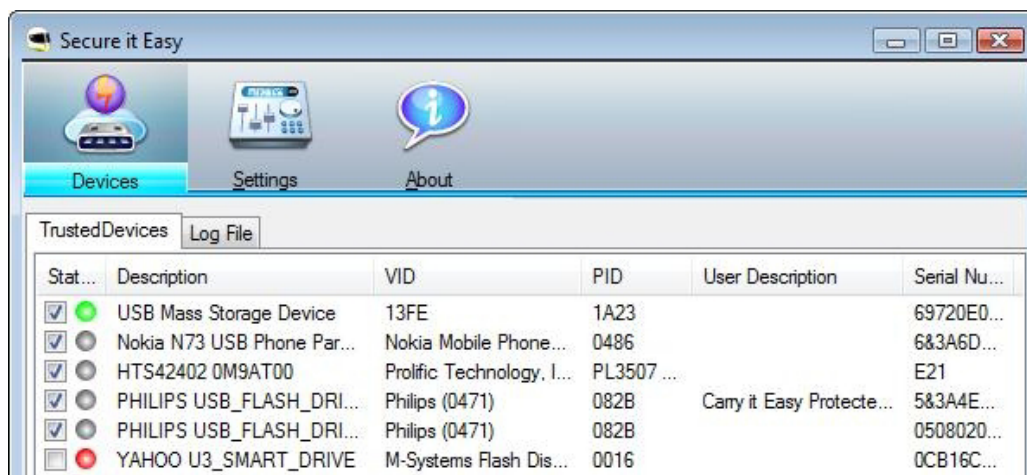 Secure it Easy
Devices Settings About
TrustedDevices Log File
Stat... Description VID PID User Description Serial Nu...
USB Mass Storage Device 13FE 1A23 69720E0...
Nokia N73 USB Phone Par... Nokia Mobile Phone... 0486 6&3A6D...
HTS42402 0M9AT00 Prolific Technology, I... PL3507 ... E21
PHILIPS USB_FLASH_DRI... Philips (0471) 082B Carry it Easy Protecte... 5&3A4E...
PHILIPS USB_FLASH_DRI... Philips (0471) 082B 0508020...
YAHOO U3_SMART_DRIVE M-Systems Flash Dis... 0016 0CB16C...